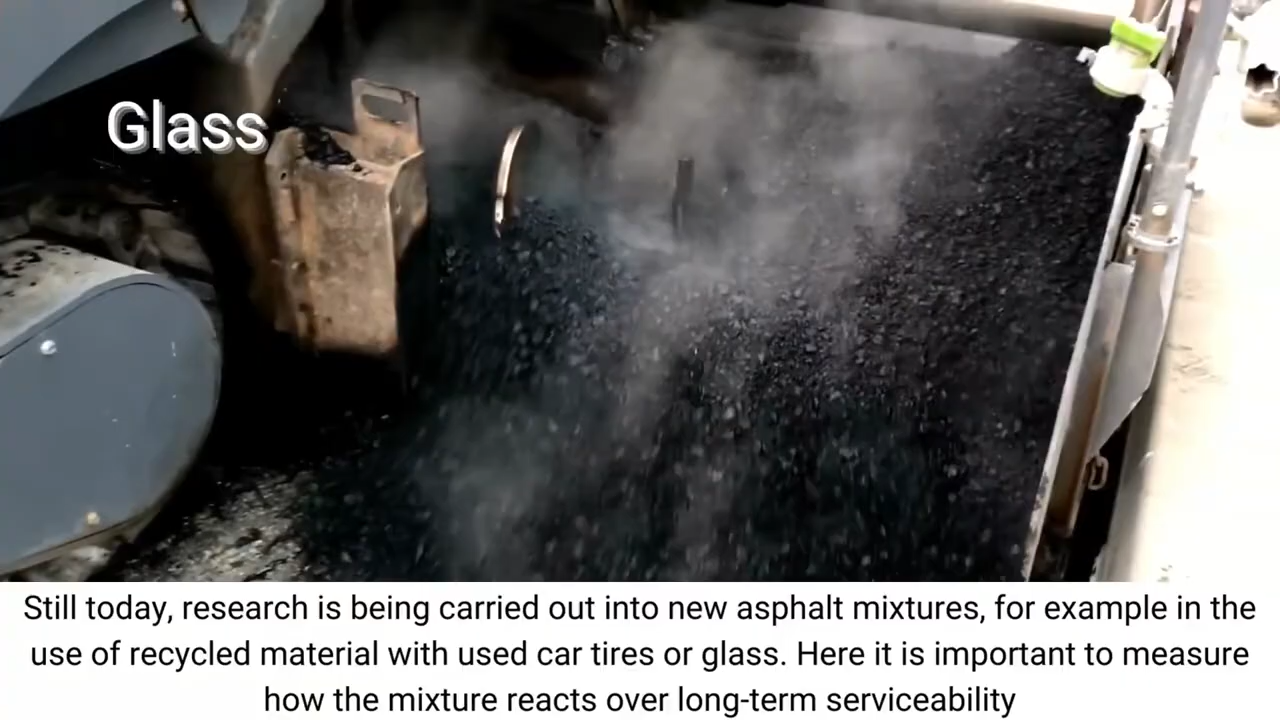 Glass
Still today, research is being carried out into new asphalt mixtures, for example in the
use of recycled material with used car tires or glass. Here it is important to measure
how the mixture reacts over long-term serviceability